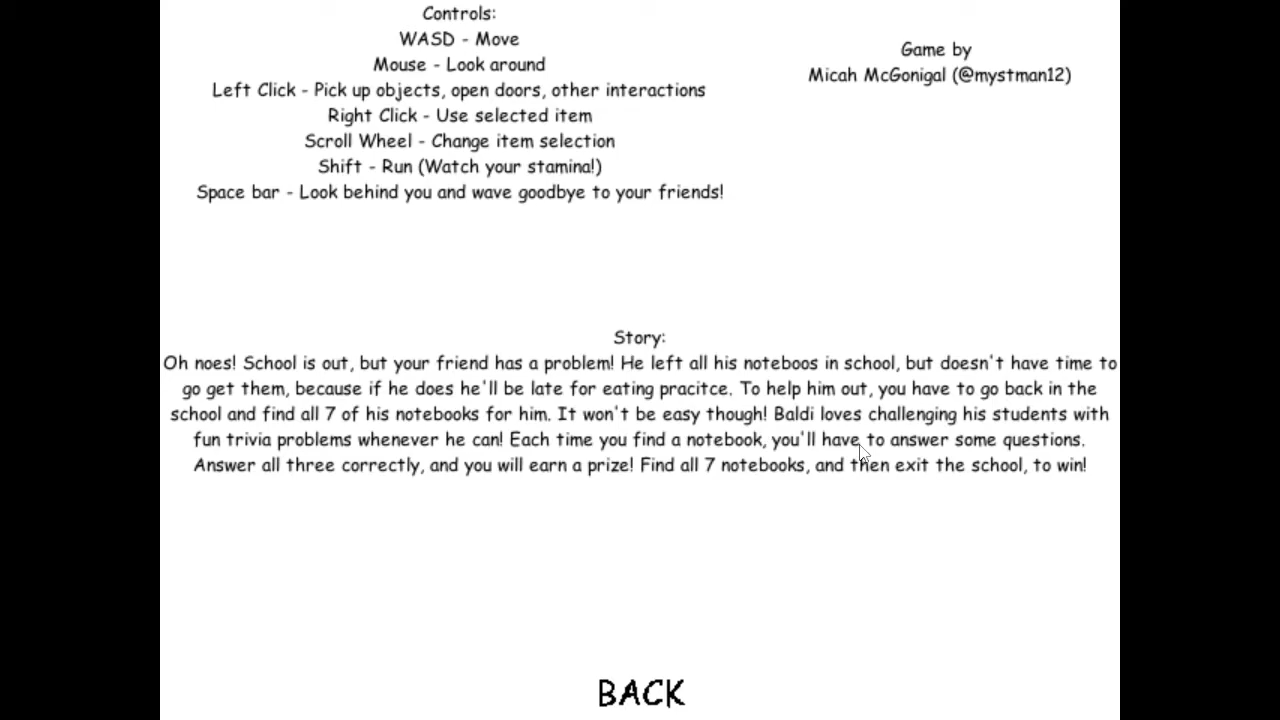 Controls:
WASD - Move
Mouse - Look around
Left Click - Pick up objects, open doors, other interactions
Right Click - Use selected item
Scroll Wheel - Change item selection
Shift - Run (Watch your stamina!)
Space bar - Look behind you and wave goodbye to your friends!
Game by
Micah McGonigal (@mystman12)
Story:
Oh noes! School is out, but your friend has a problem! He left all his noteboos in school, but doesn't have time to
go get them, because if he does he'll be late for eating pracitce. To help him out, you have to go back in the
school and find all 7 of his notebooks for him. It won't be easy though! Baldi loves challenging his students with
fun trivia problems whenever he can! Each time you find a notebook, you'll have to answer some questions.
Answer all three correctly, and you will earn a prize! Find all 7 notebooks, and then exit the school, to win!
BACK